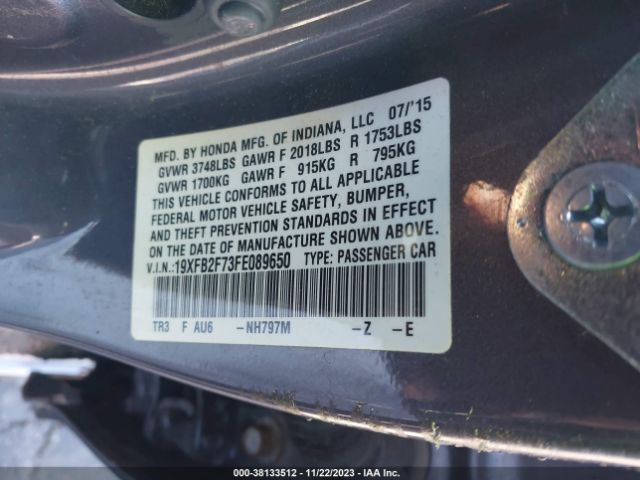 MFD. BY HONDA MFG. OF INDIANA, LLC 07/'15
GVWR 3748LBS GAWR F 2018LBS R 1753LBS
GVWR 1700KG GAWR F 915KG R 795KG
THIS VEHICLE CONFORMS TO ALL APPLICABLE
FEDERAL MOTOR VEHICLE SAFETY, BUMPER,
AND THEFT PREVENTION STANDARDS IN EFFECT
ON THE DATE OF MANUFACTURE SHOWN ABOVE.
V.I.N.:19XFB2F73FE089650 TYPE: PASSENGER CAR
TR3 F AU6 -NH797M -Z -E
000-38133512 - 11/22/2023 - IAA Inc.